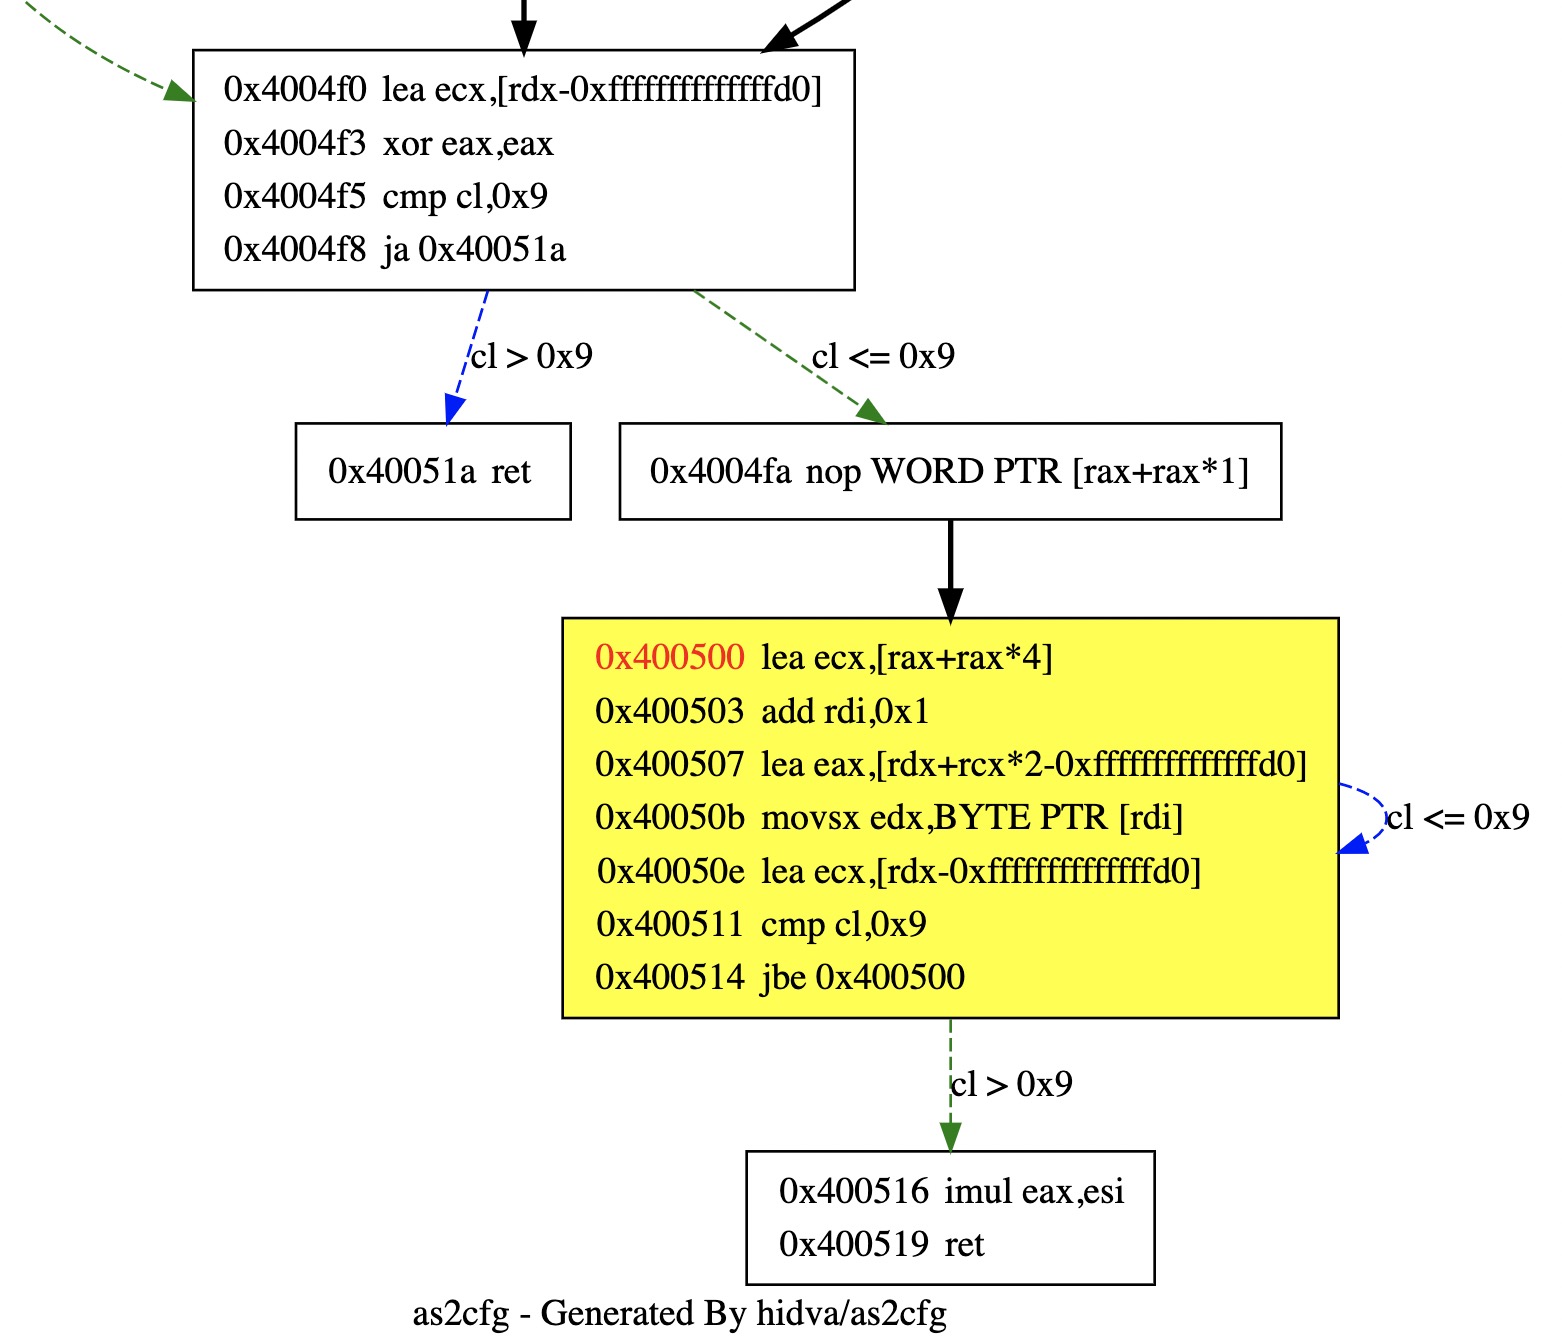 0x4004f0 lea ecx,[rdx-0xffffffffffffffd0]
0x4004f3 xor eax,eax
0x4004f5 cmp cl,0x9
0x4004f8 ja 0x40051a
cl > 0x9
cl <= 0x9
0x40051a ret
0x4004fa nop WORD PTR [rax+rax*1]
0x400500 lea ecx,[rax+rax*4]
0x400503 add rdi,0x1
0x400507 lea eax,[rdx+rcx*2-0xffffffffffffffd0]
0x40050b movsx edx,BYTE PTR [rdi]
cl <= 0x9
0x40050e lea ecx,[rdx-0xffffffffffffffd0]
0x400511 cmp cl,0x9
0x400514 jbe 0x400500
cl > 0x9
0x400516 imul eax,esi
0x400519 ret
as2cfg - Generated By hidva/as2cfg